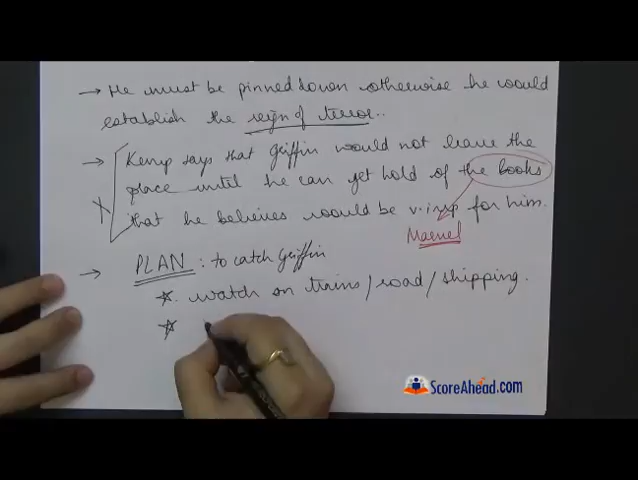 → He must be pinned down otherwise he would
establish the reign of terror..
→ Kemp says that Griffin would not leave the
place until he can get hold of the books
that he believes would be v.imp for him.
Marvel
→ PLAN : to catch Griffin
☆. watch on trains/road/shipping.
☆
ScoreAhead.com